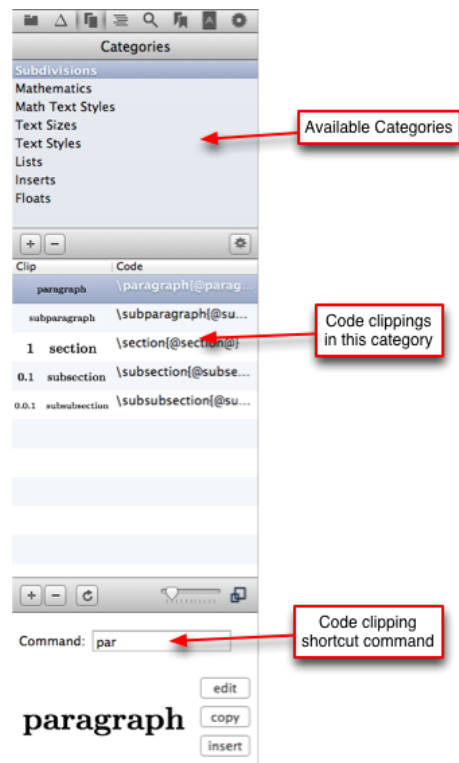 Categories
Subdivisions
Mathematics
Math Text Styles
Text Sizes
Text Styles
Lists
Inserts
Floats
Available Categories
Clip Code
paragraph \paragraph{@parag...
subparagraph \subparagraph{@su...
1 section \section{@section@}
0.1 subsection \subsection{@subse...
0.0.1 subsubsection \subsubsection{@su...
Code clippings
in this category
Command: par
Code clipping
shortcut command
paragraph
edit
copy
insert